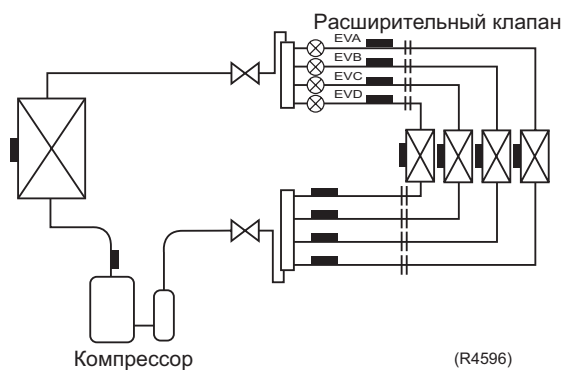 Расширительный клапан
EVA
EVB
EVC
EVD
Компрессор
(R4596)